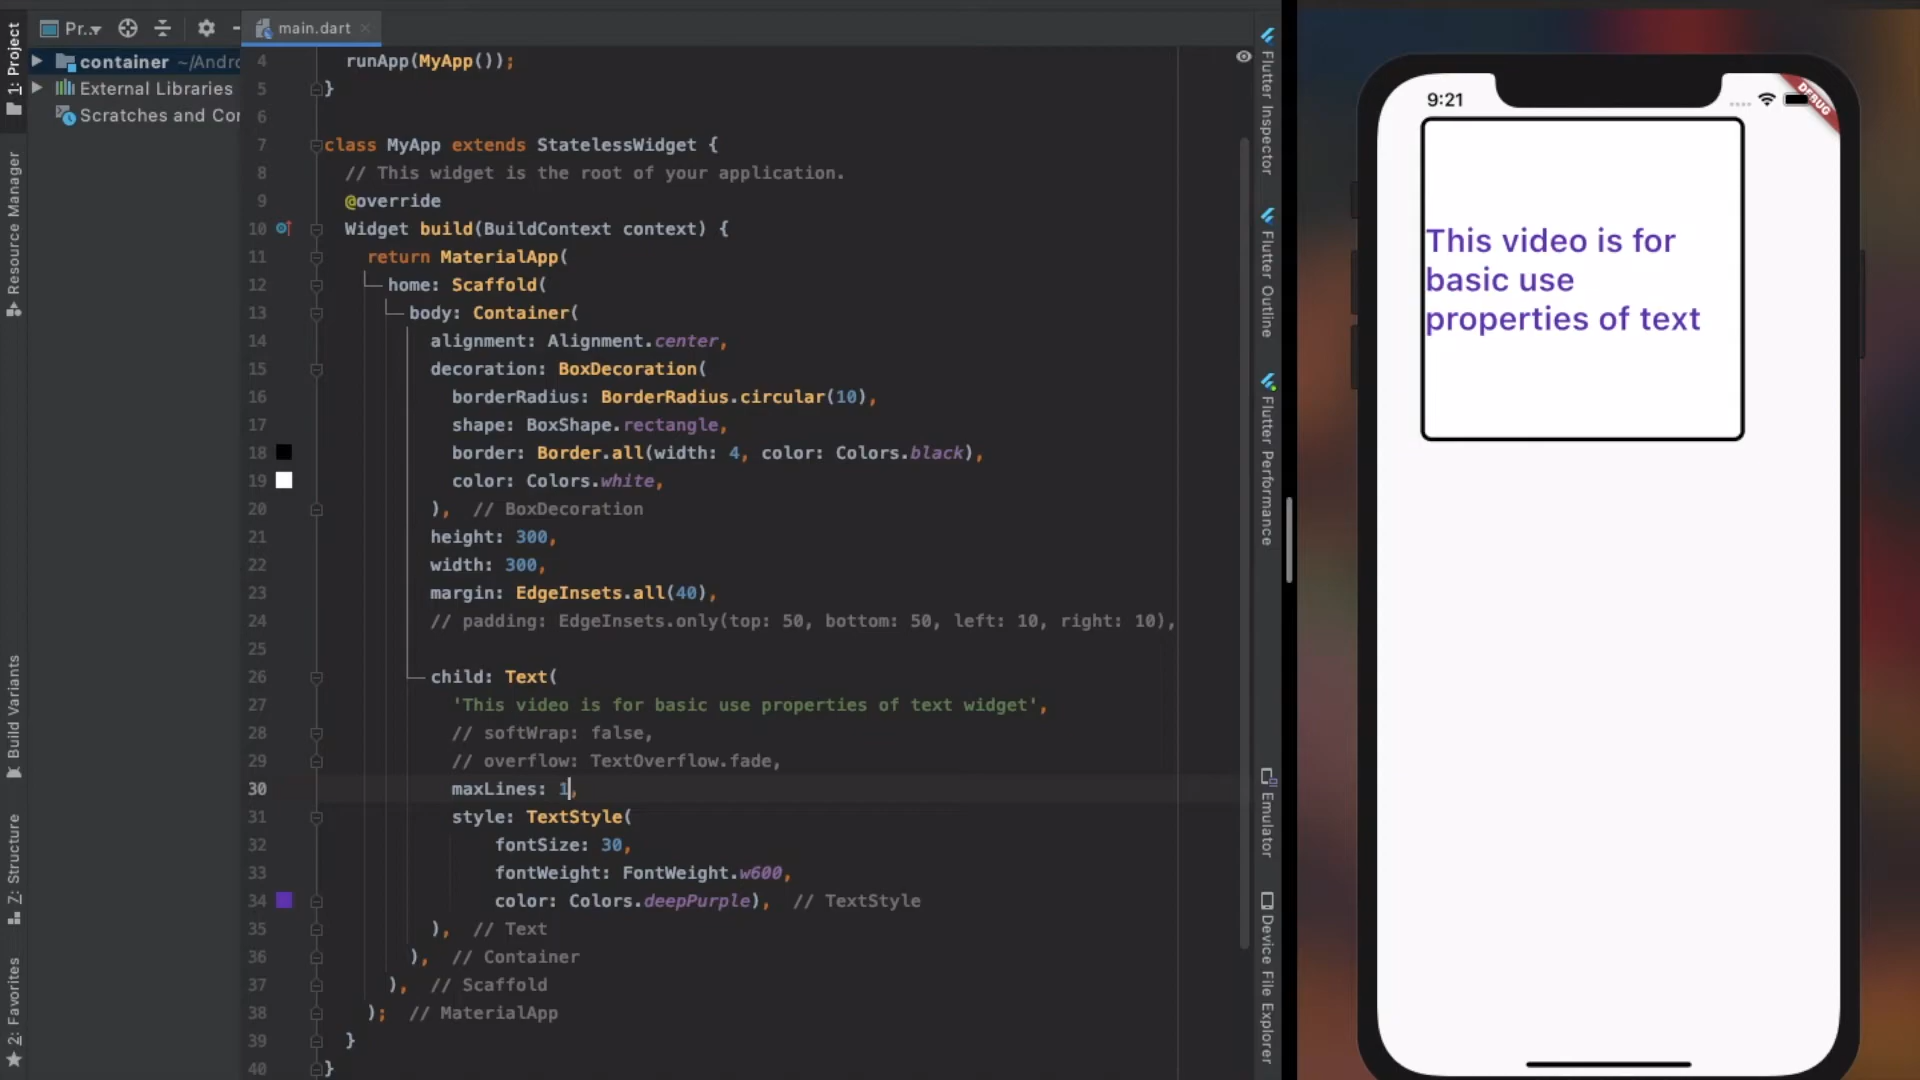 1: Project
Pr..
container ~/Andro
External Libraries
Scratches and Con
Resource Manager
Build Variants
Z: Structure
2: Favorites
main.dart
4 runApp(MyApp());
5 }
6
7 class MyApp extends StatelessWidget {
8 // This widget is the root of your application.
9 @override
10 Widget build(BuildContext context) {
11 return MaterialApp(
12 home: Scaffold(
13 body: Container(
14 alignment: Alignment.center,
15 decoration: BoxDecoration(
16 borderRadius: BorderRadius.circular(10),
17 shape: BoxShape.rectangle,
18 border: Border.all(width: 4, color: Colors.black),
19 color: Colors.white,
20 ), // BoxDecoration
21 height: 300,
22 width: 300,
23 margin: EdgeInsets.all(40),
24 // padding: EdgeInsets.only(top: 50, bottom: 50, left: 10, right: 10),
25
26 child: Text(
27 'This video is for basic use properties of text widget',
28 // softWrap: false,
29 // overflow: TextOverflow.fade,
30 maxLines: 1,
31 style: TextStyle(
32 fontSize: 30,
33 fontWeight: FontWeight.w600,
34 color: Colors.deepPurple), // TextStyle
35 ), // Text
36 ), // Container
37 ), // Scaffold
38 ); // MaterialApp
39 }
40 }
Flutter Inspector
Flutter Outline
Flutter Performance
Emulator
Device File Explorer
9:21
DEBUG
This video is for
basic use
properties of text